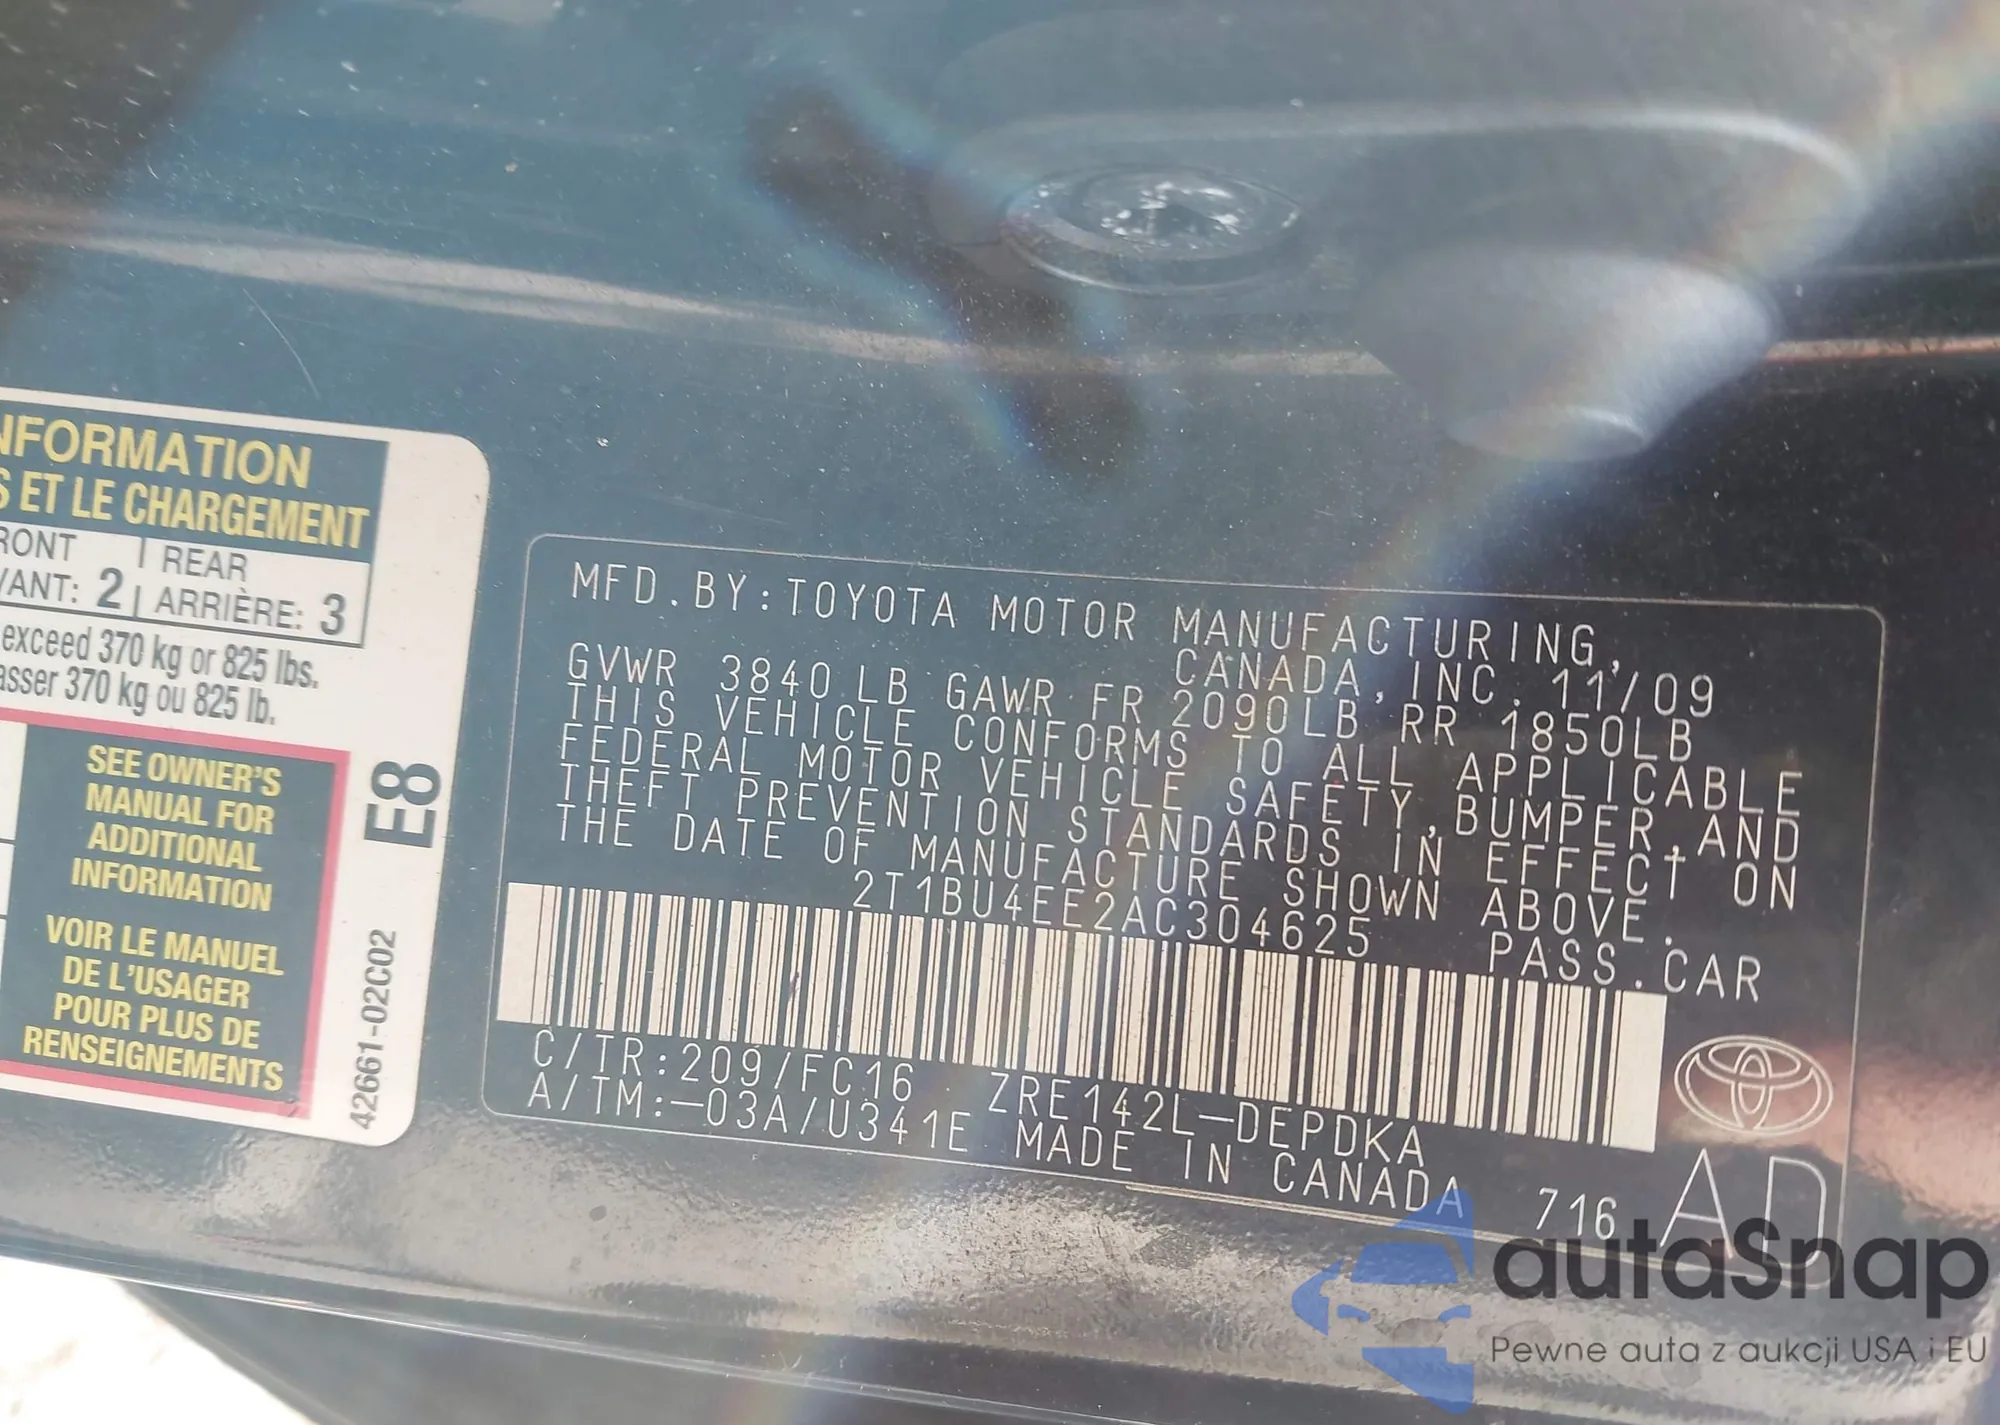 NFORMATION
S ET LE CHARGEMENT
RONT | REAR
VANT: 2 | ARRIÈRE: 3
exceed 370 kg or 825 lbs.
asser 370 kg ou 825 lb.
SEE OWNER'S
MANUAL FOR
ADDITIONAL
INFORMATION
VOIR LE MANUEL
DE L'USAGER
POUR PLUS DE
RENSEIGNEMENTS
E8
42661-02C02
MFD.BY:TOYOTA MOTOR MANUFACTURING,
CANADA,INC. 11/09
GVWR 3840LB GAWR FR 2090LB RR 1850LB
THIS VEHICLE CONFORMS TO ALL APPLICABLE
FEDERAL MOTOR VEHICLE SAFETY,BUMPER,AND
THEFT PREVENTION STANDARDS IN EFFECT ON
THE DATE OF MANUFACTURE SHOWN ABOVE.
2T1BU4EE2AC304625 PASS.CAR
C/TR:209/FC16 ZRE142L-DEPDKA
A/TM:-03A/U341E MADE IN CANADA 716
AD
autaSnap
Pewne auta z aukcji USA i EU